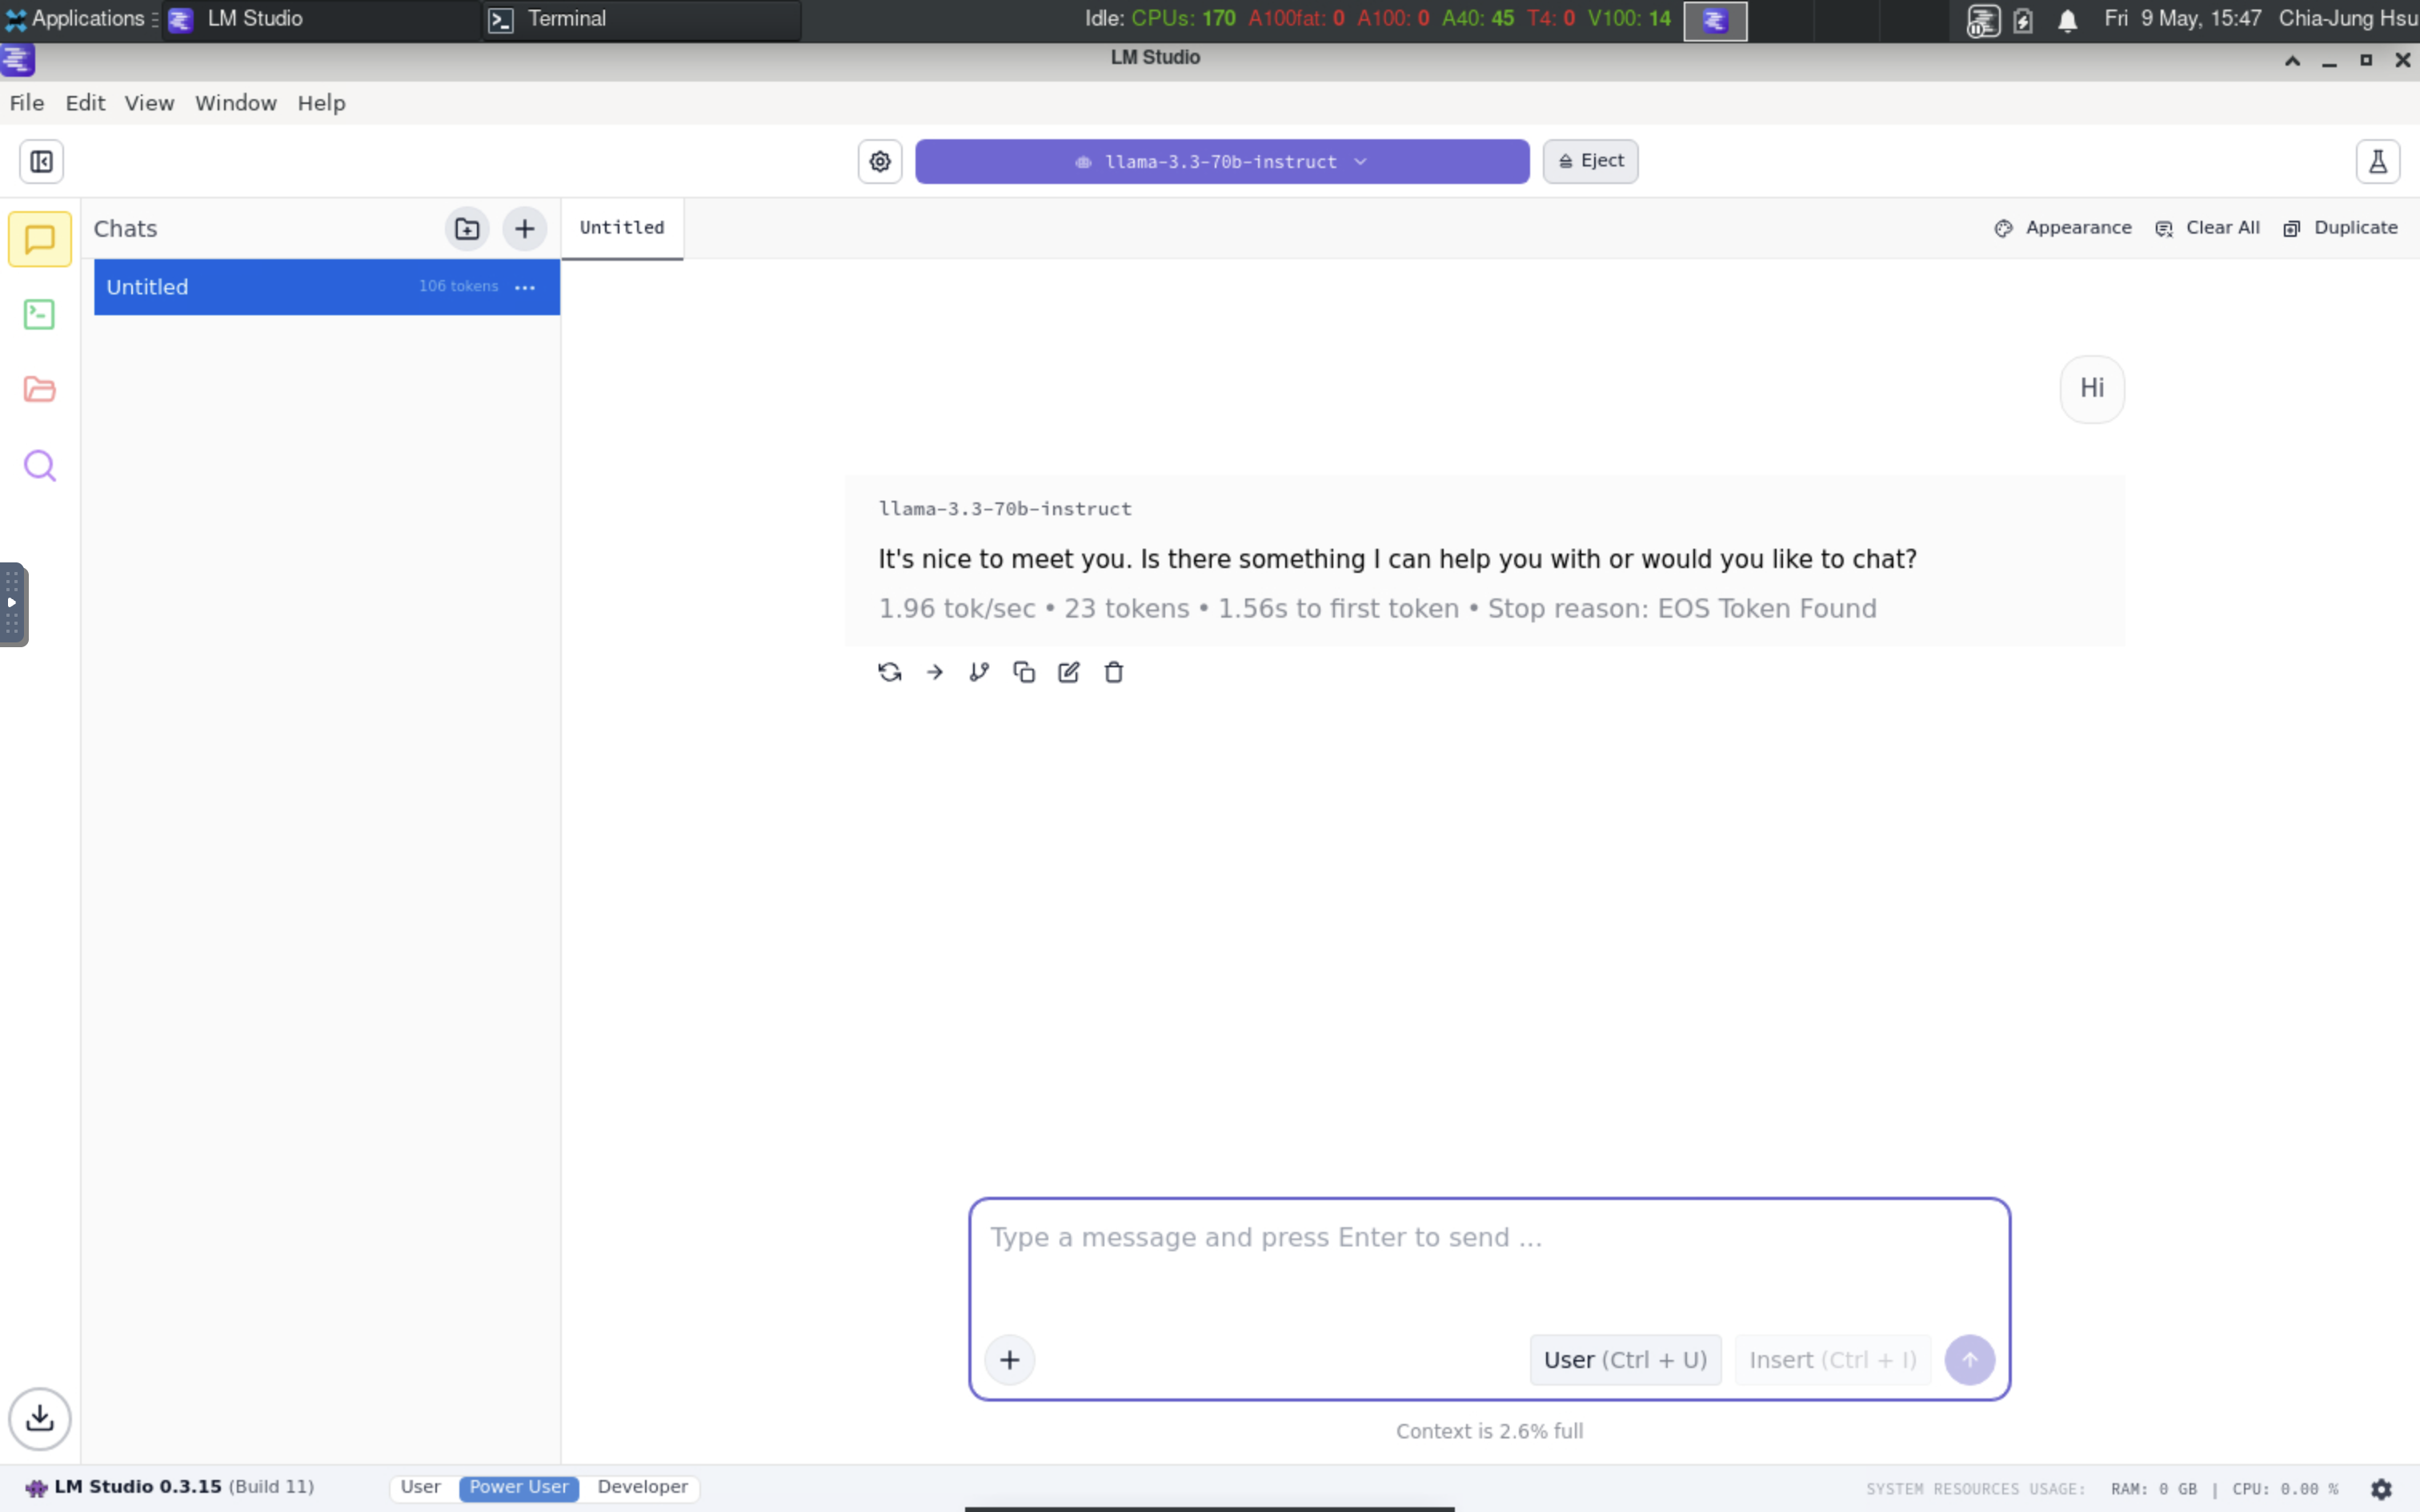 Applications LM Studio Terminal Idle: CPUs: 170 A100fat: 0 A100: 0 A40: 45 T4: 0 V100: 14 Fri 9 May, 15:47 Chia-Jung Hsu
LM Studio
File Edit View Window Help
llama-3.3-70b-instruct Eject
Chats Untitled Appearance Clear All Duplicate
Untitled 106 tokens
Hi
llama-3.3-70b-instruct
It's nice to meet you. Is there something I can help you with or would you like to chat?
1.96 tok/sec • 23 tokens • 1.56s to first token • Stop reason: EOS Token Found
Type a message and press Enter to send ...
User (Ctrl + U) Insert (Ctrl + I)
Context is 2.6% full
LM Studio 0.3.15 (Build 11) User Power User Developer SYSTEM RESOURCES USAGE: RAM: 0 GB | CPU: 0.00 %